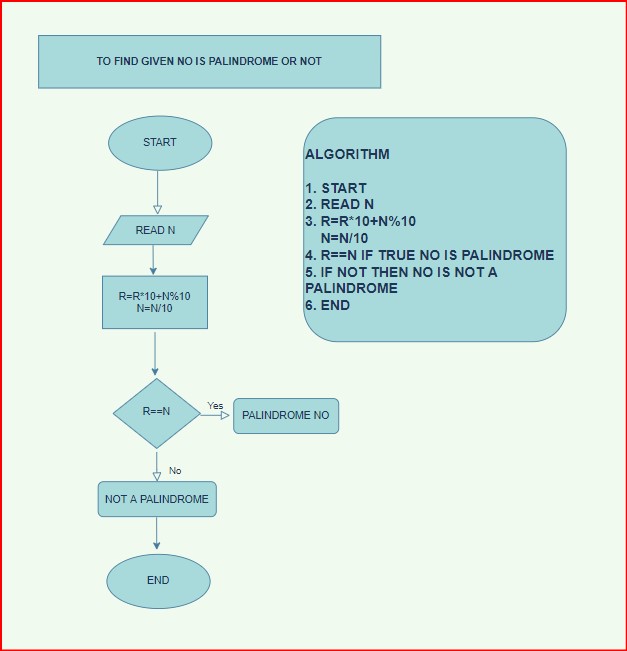 TO FIND GIVEN NO IS PALINDROME OR NOT
START
READ N
R=R*10+N%10
N=N/10
R==N
Yes
PALINDROME NO
No
NOT A PALINDROME
END
ALGORITHM
1. START
2. READ N
3. R=R*10+N%10
N=N/10
4. R==N IF TRUE NO IS PALINDROME
5. IF NOT THEN NO IS NOT A
PALINDROME
6. END